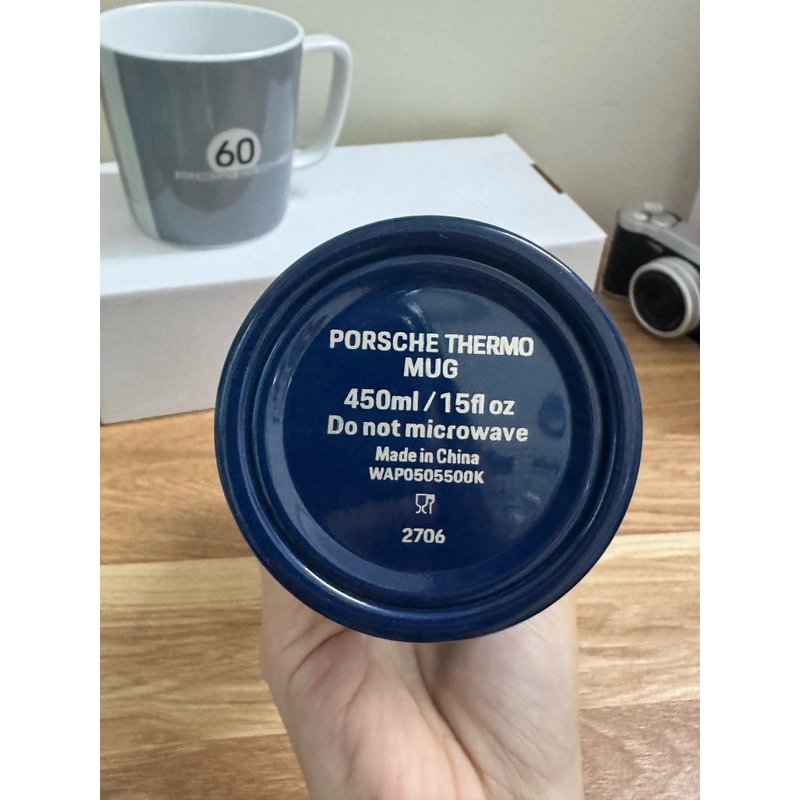 60
PORSCHE THERMO
MUG
450ml / 15fl oz
Do not microwave
Made in China
WAP0505500K
2706